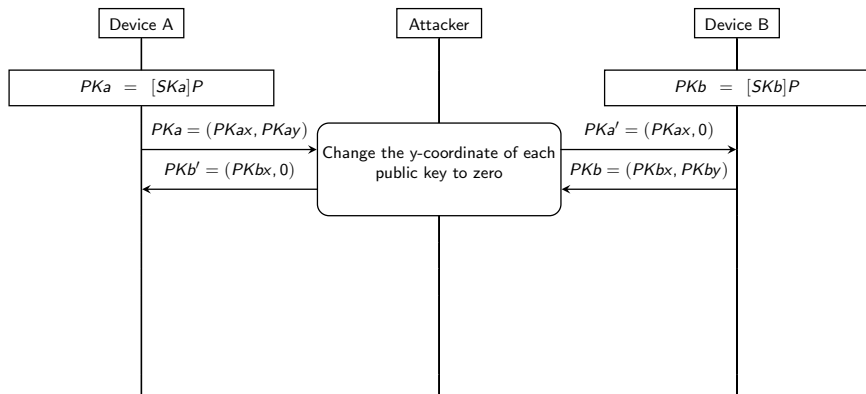 Device A
Attacker
Device B
PKa = [SKa]P
PKb = [SKb]P
PKa = (PKax, PKay)
PKa′ = (PKax, 0)
Change the y-coordinate of each
public key to zero
PKb′ = (PKbx, 0)
PKb = (PKbx, PKby)